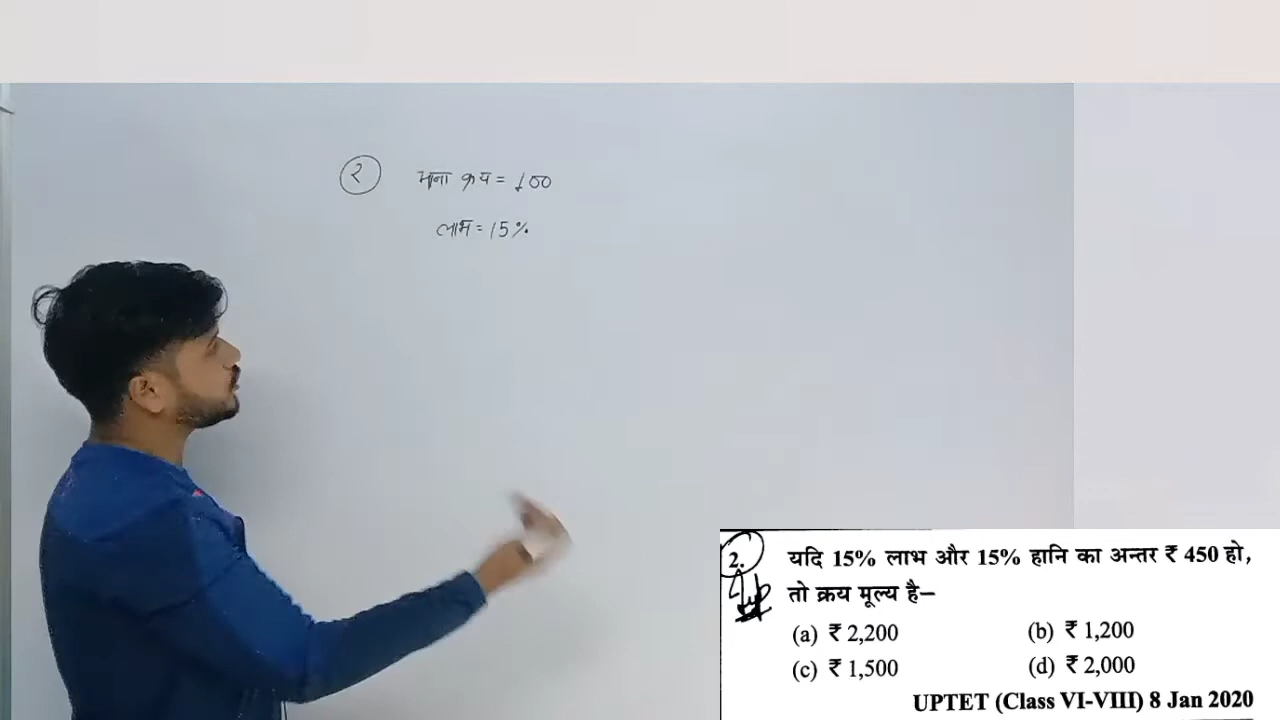 २ माना क्रय = 100
लाभ = 15%
2. यदि 15% लाभ और 15% हानि का अन्तर ₹ 450 हो,
तो क्रय मूल्य है–
(a) ₹ 2,200 (b) ₹ 1,200
(c) ₹ 1,500 (d) ₹ 2,000
UPTET (Class VI-VIII) 8 Jan 2020